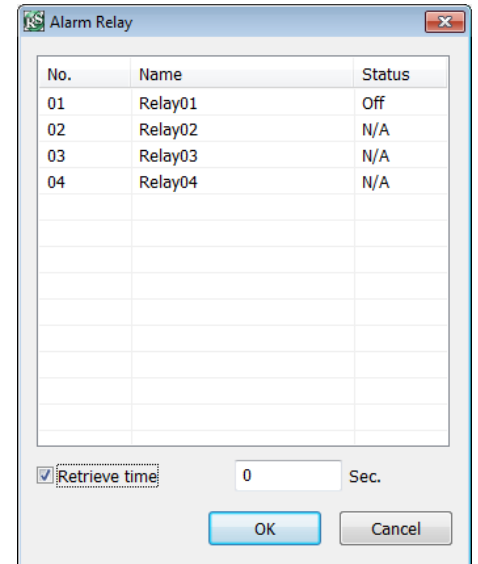 RS Alarm Relay
No. Name Status
01 Relay01 Off
02 Relay02 N/A
03 Relay03 N/A
04 Relay04 N/A
Retrieve time 0 Sec.
OK Cancel